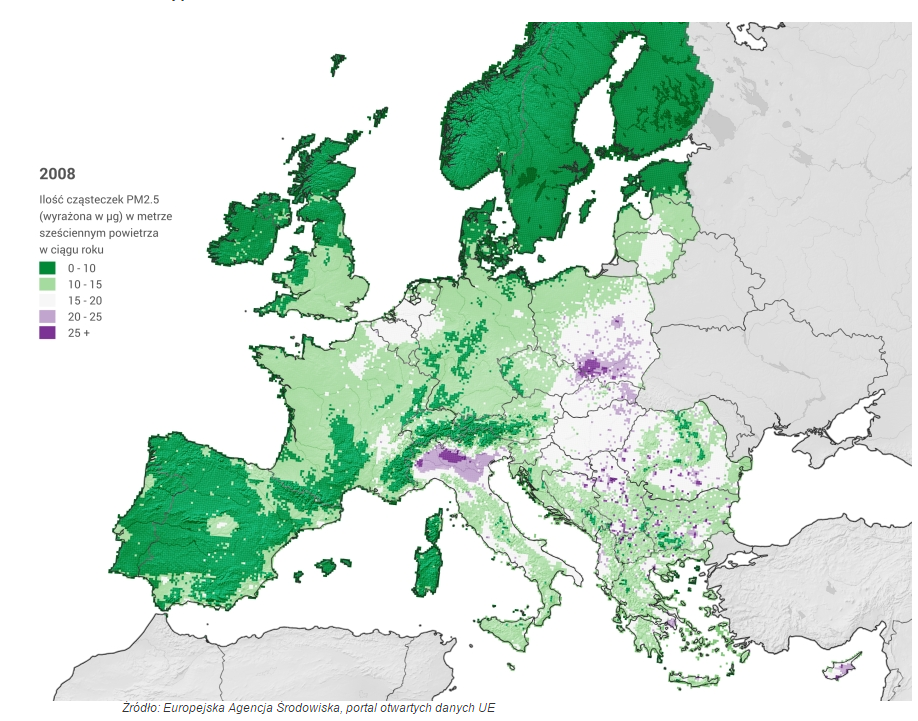 2008
Ilość cząsteczek PM2.5
(wyrażona w µg) w metrze
sześciennym powietrza
w ciągu roku
0 - 10
10 - 15
15 - 20
20 - 25
25 +
Źródło: Europejska Agencja Środowiska, portal otwartych danych UE